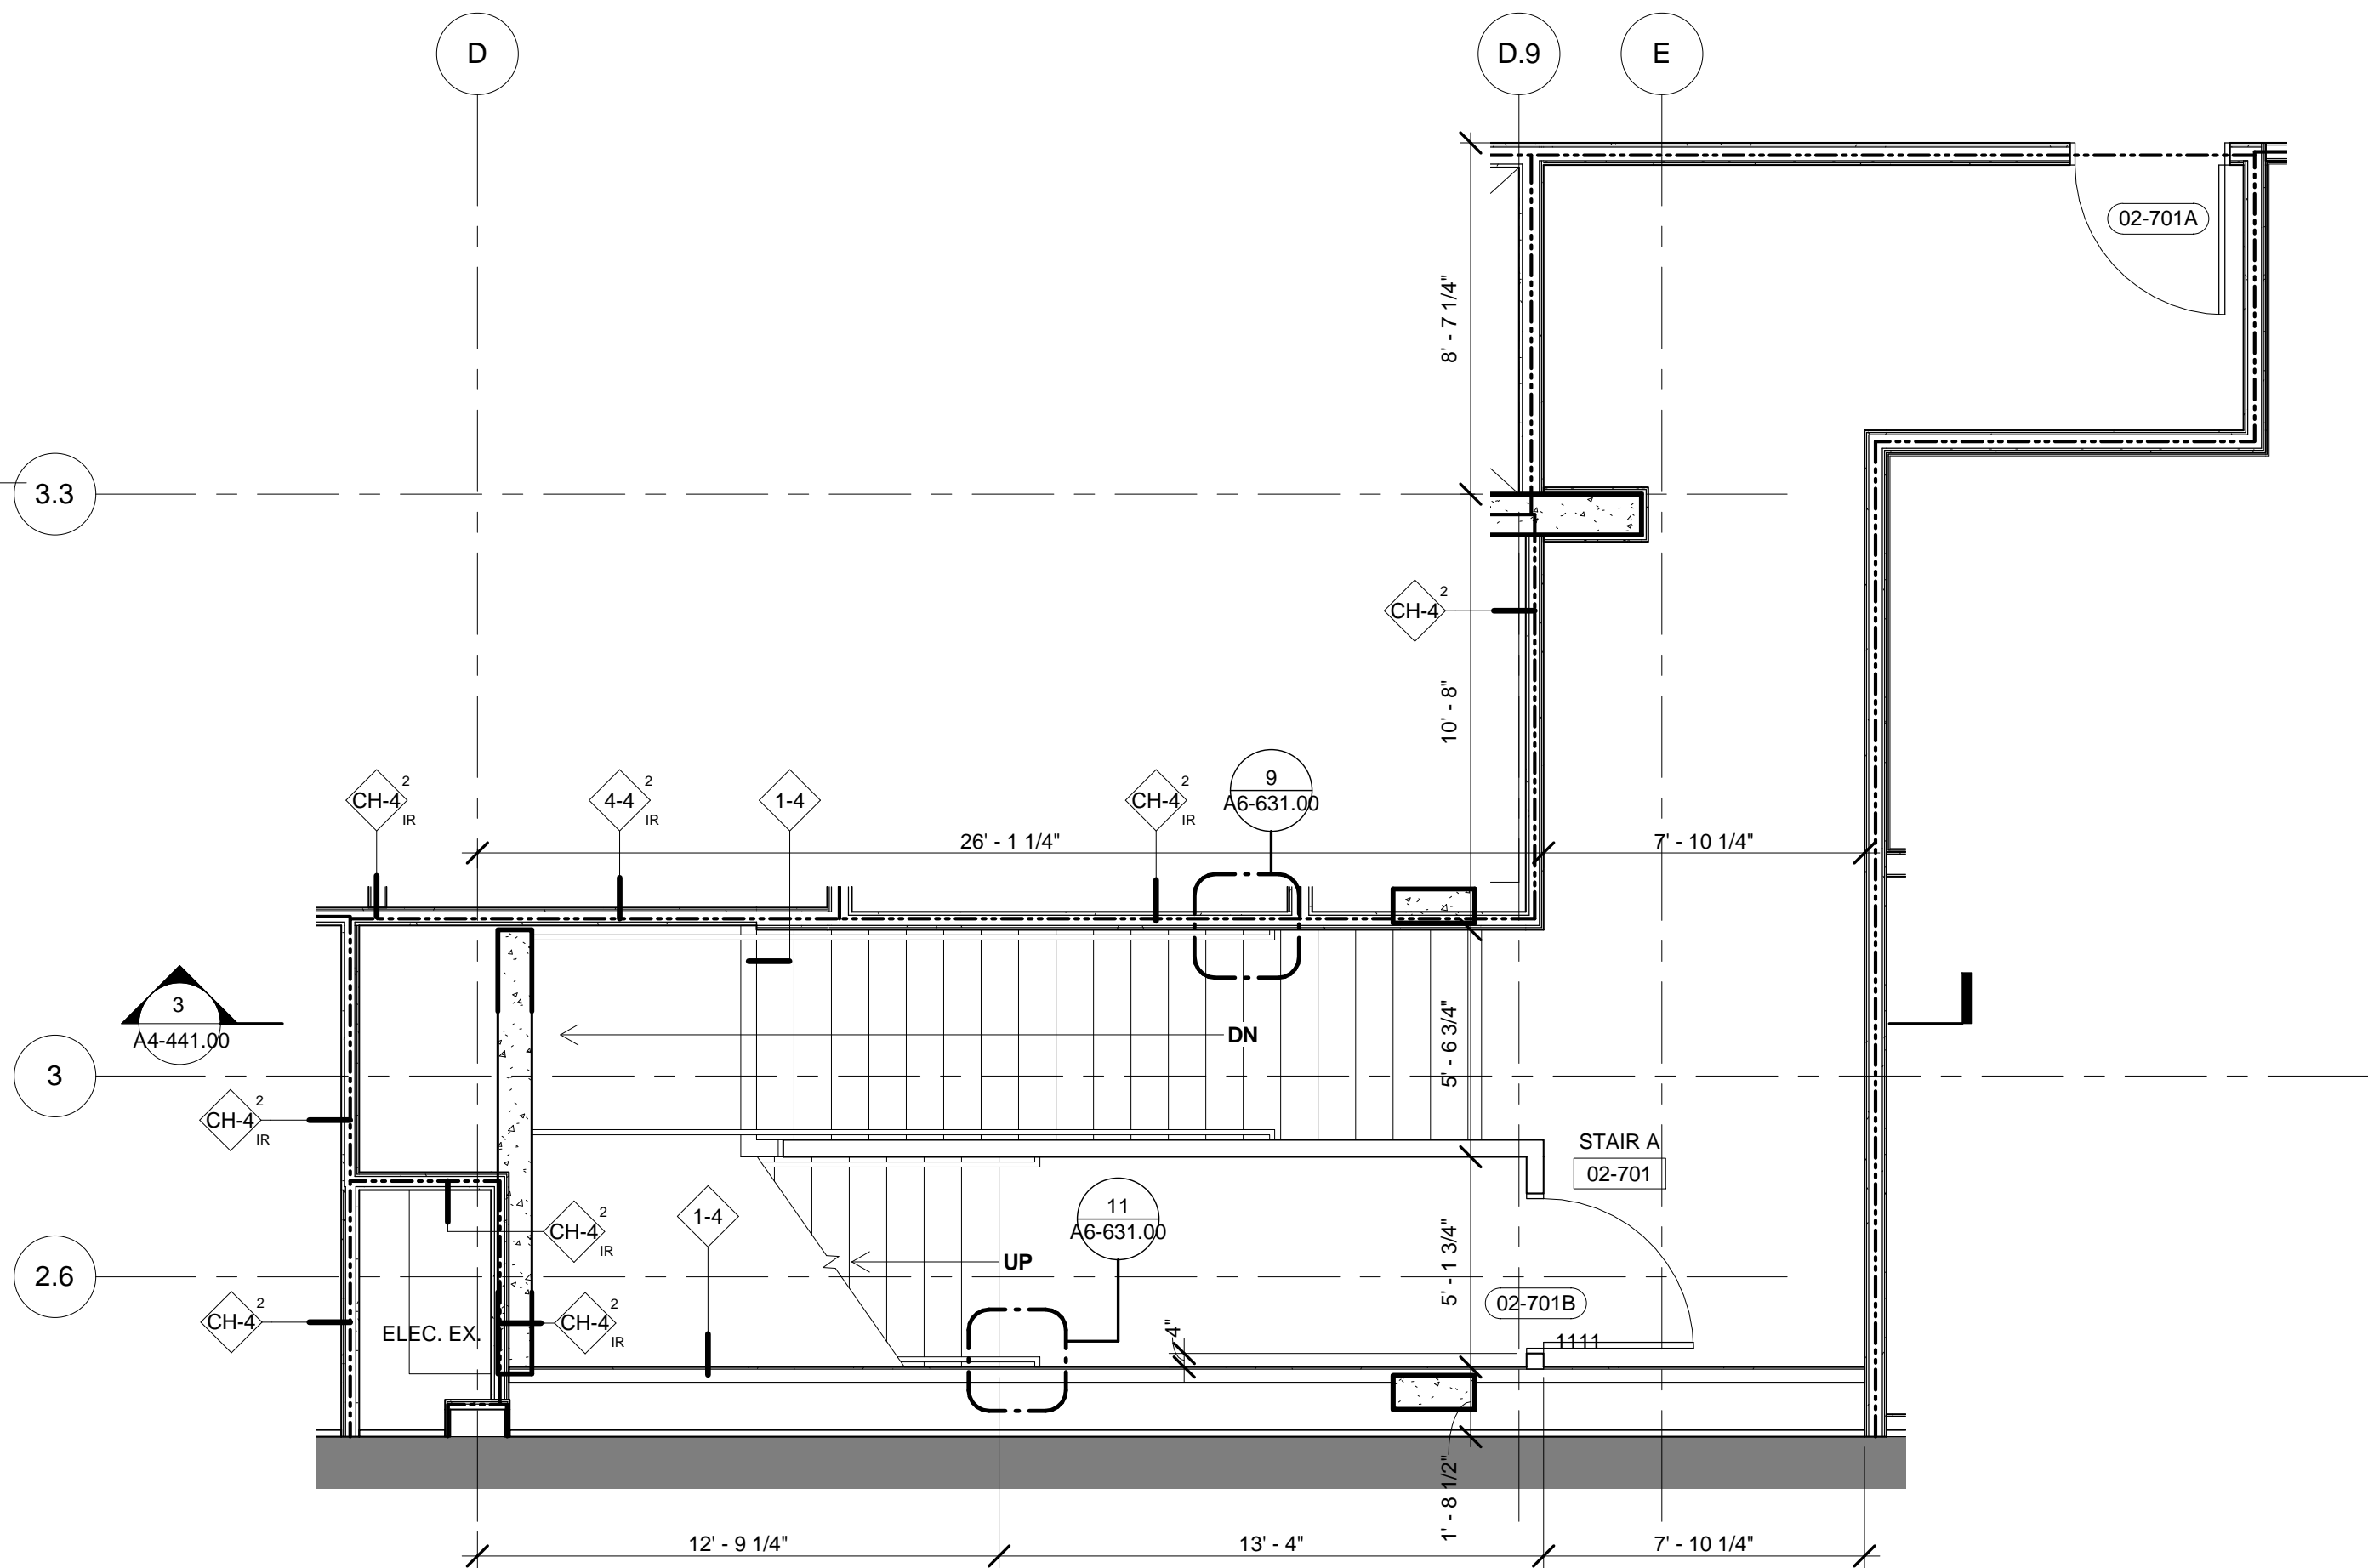 D
D.9
E
02-701A
8' - 7 1/4"
3.3
2
CH-4
10' - 8"
9
A6-631.00
2
CH-4
IR
2
4-4
IR
1-4
2
CH-4
IR
26' - 1 1/4"
7' - 10 1/4"
3
A4-441.00
DN
5' - 6 3/4"
3
2
CH-4
IR
STAIR A
02-701
1-4
11
A6-631.00
2
CH-4
IR
UP
5' - 1 3/4"
2.6
02-701B
2
CH-4
2
CH-4
IR
ELEC. EX.
4"
1111
1' - 8 1/2"
12' - 9 1/4"
13' - 4"
7' - 10 1/4"